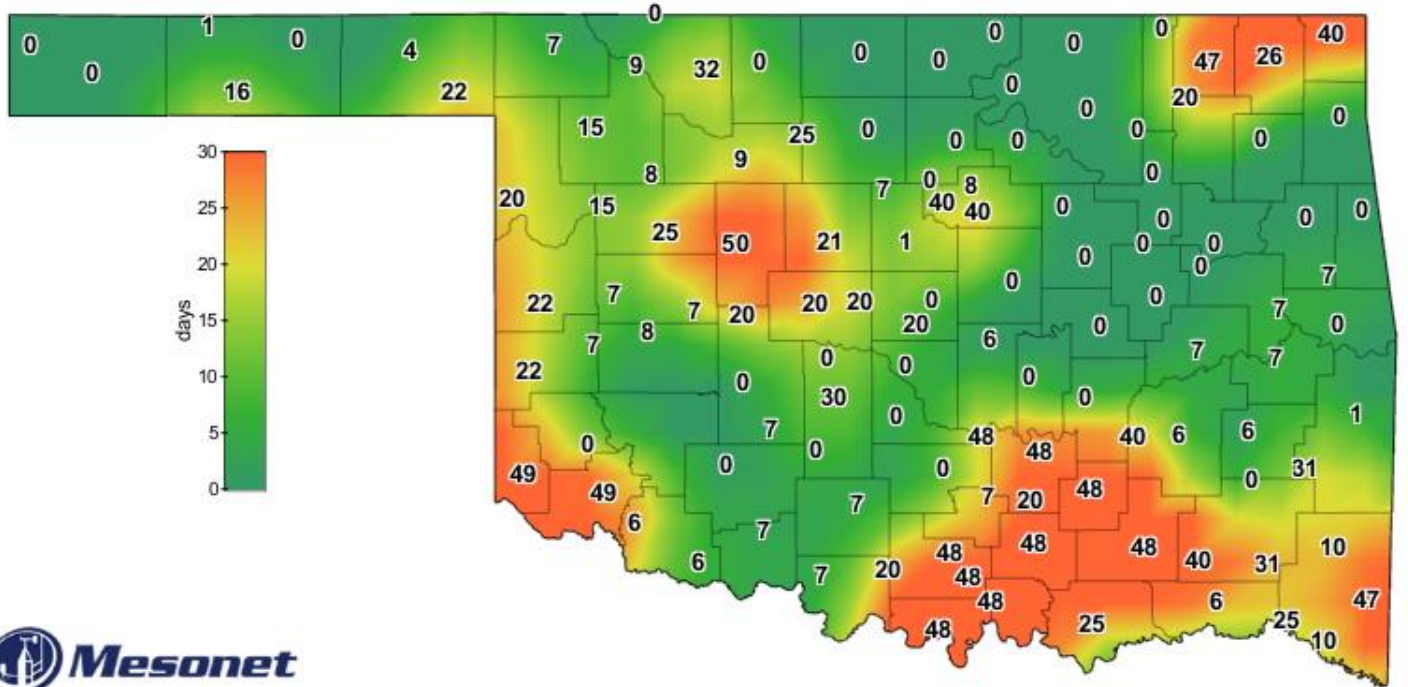 0
1 0 0 40
0 0 4 7 0 0
0 9 32 0 0 47 26
16 22 0 20
0 0
15 25 0 0 0 0 0
30
9
8 7 0 8 0
25
20 15 40 40 0 0 0 0
25 50 21 1 0 0
20
0 0 7
22 7 20 20 0 0 0 7
15
days
7 20 20 0 0
7 8 6 7
10
22 0 0 0 7
0 30 0 0 1
5
0 7 0 48 48 40 6 6
0
49 0 0 0 31
49 7 7 20 48 0
6 7
6 7 20 48 48 48 40 31 10
48 48 6 47
48 25 25 10
Mesonet